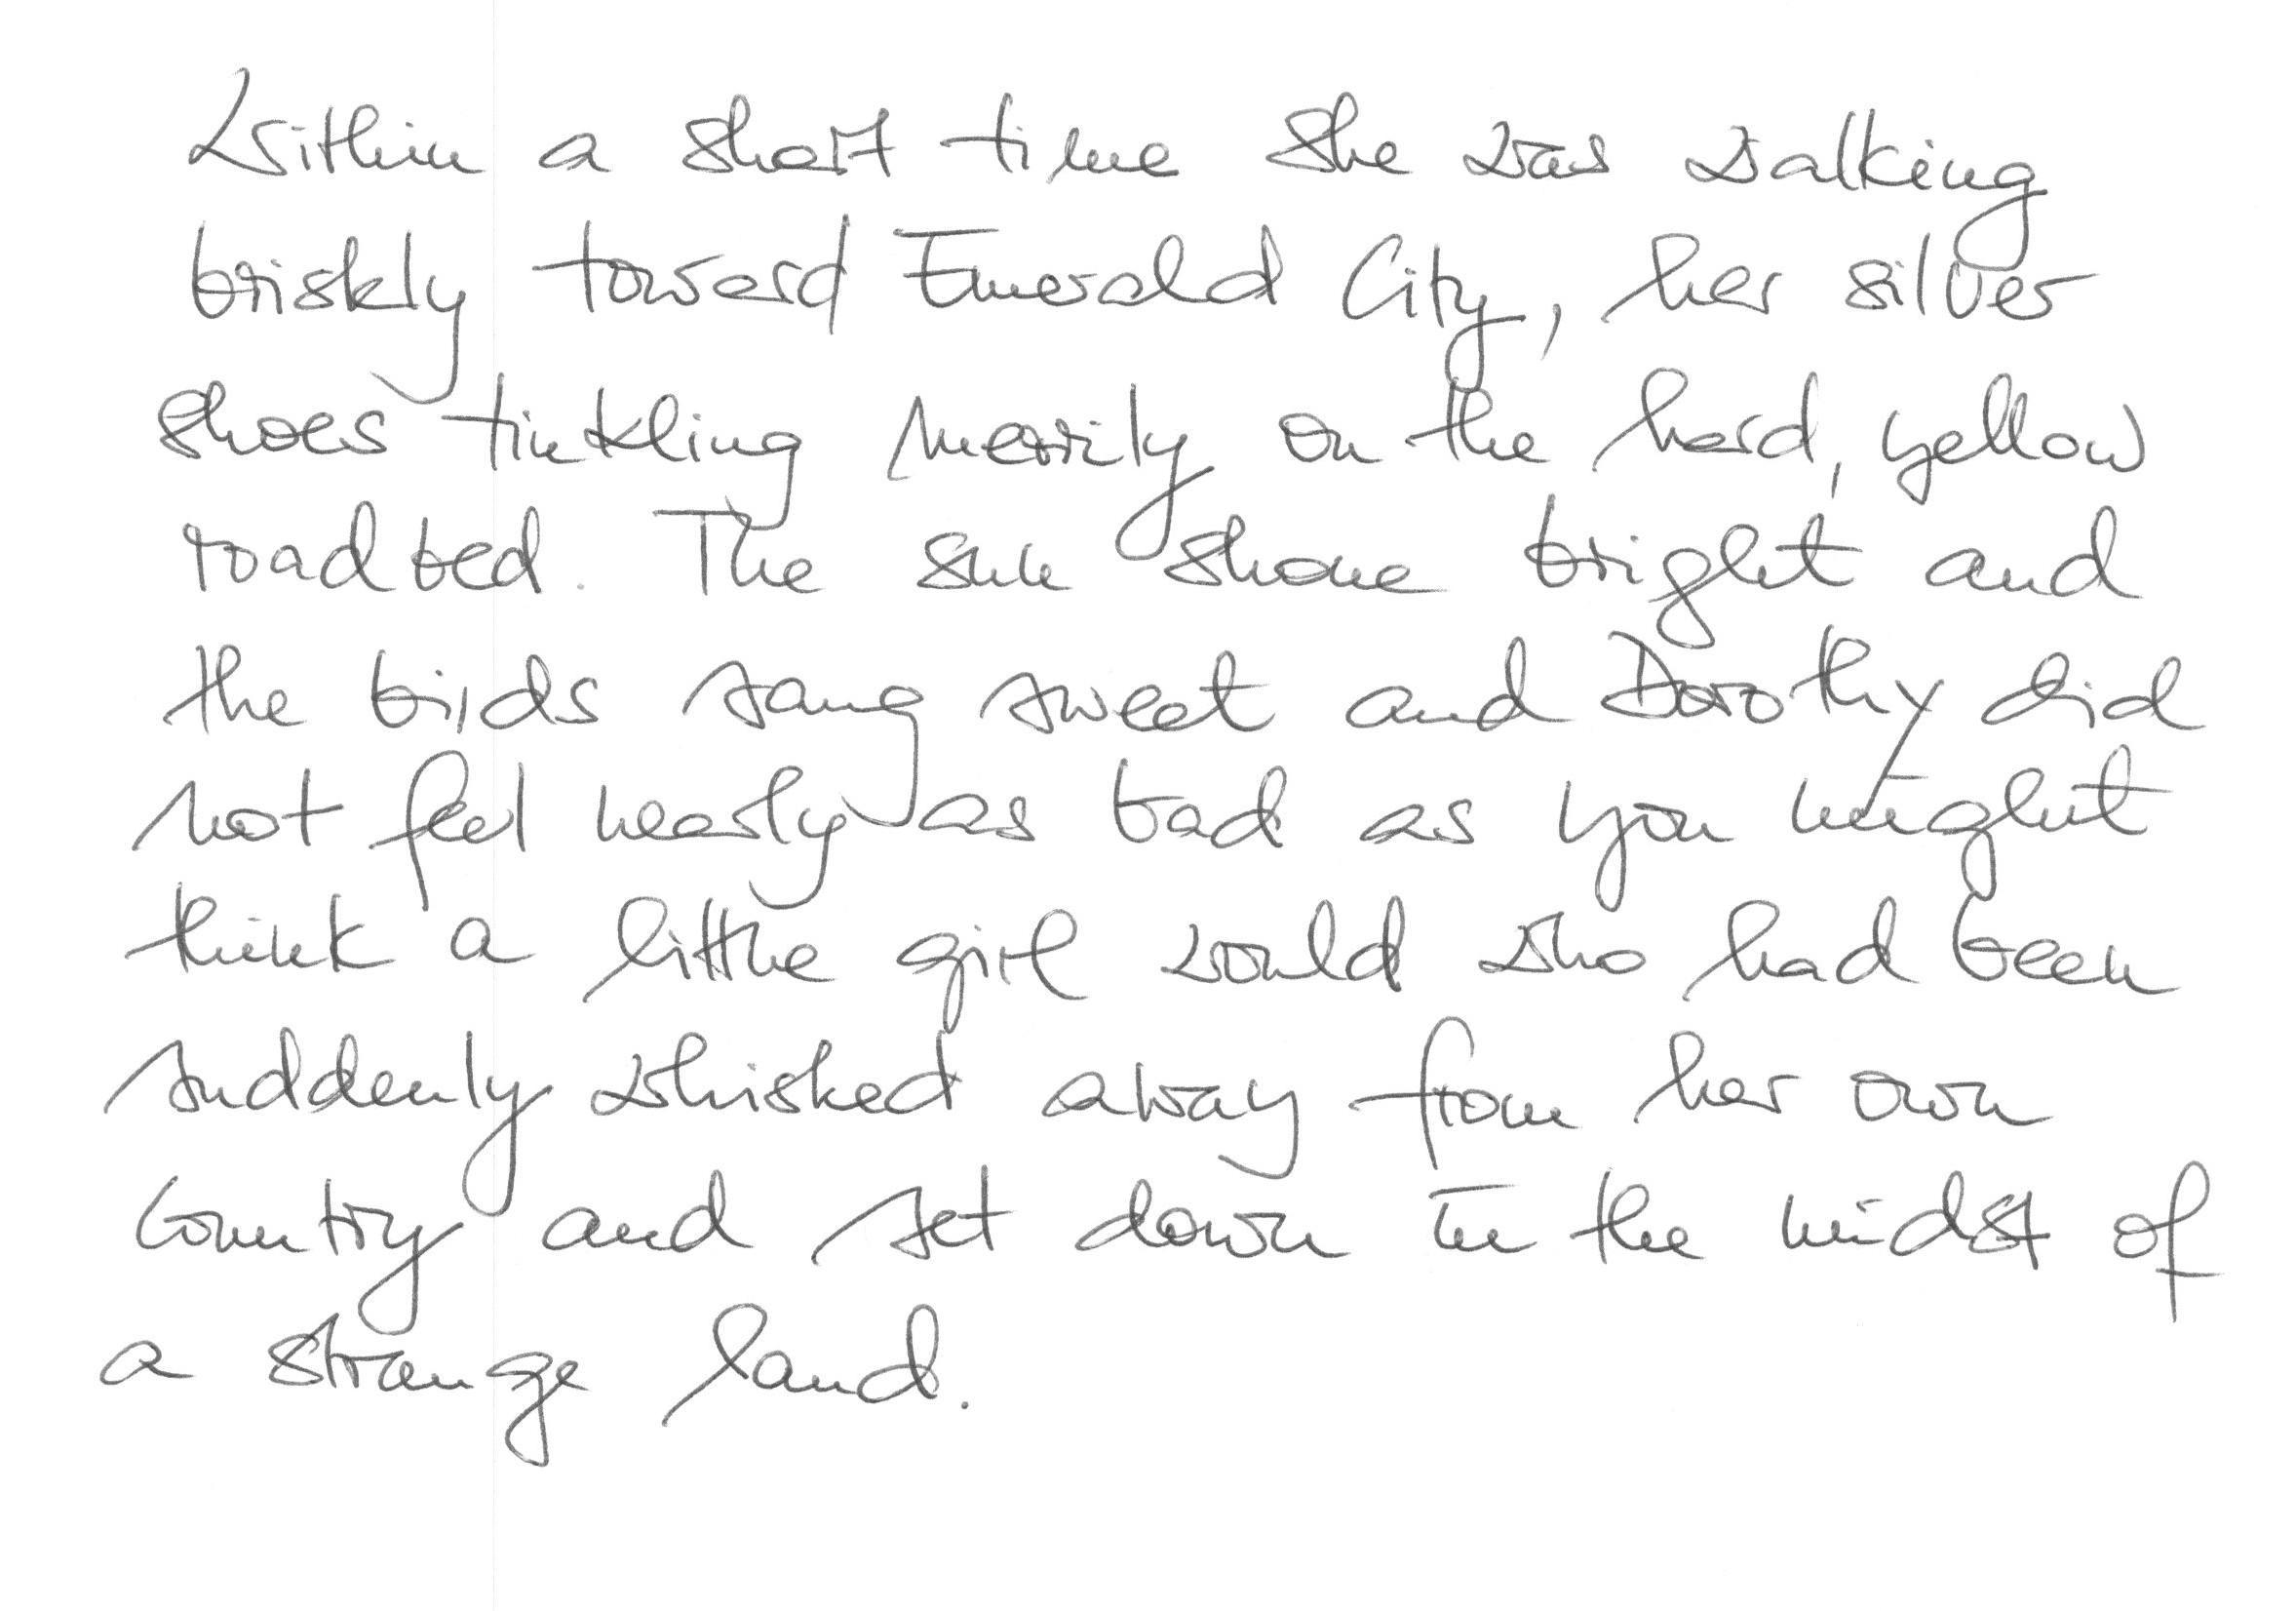 Within a short time she was walking
briskly toward Emerald City, her silver
shoes tinkling merrily on the hard, yellow
roadbed. The sun shone bright and
the birds sang sweet and Dorothy did
not feel nearly as bad as you might
think a little girl would who had been
suddenly whisked away from her own
country and set down in the midst of
a strange land.